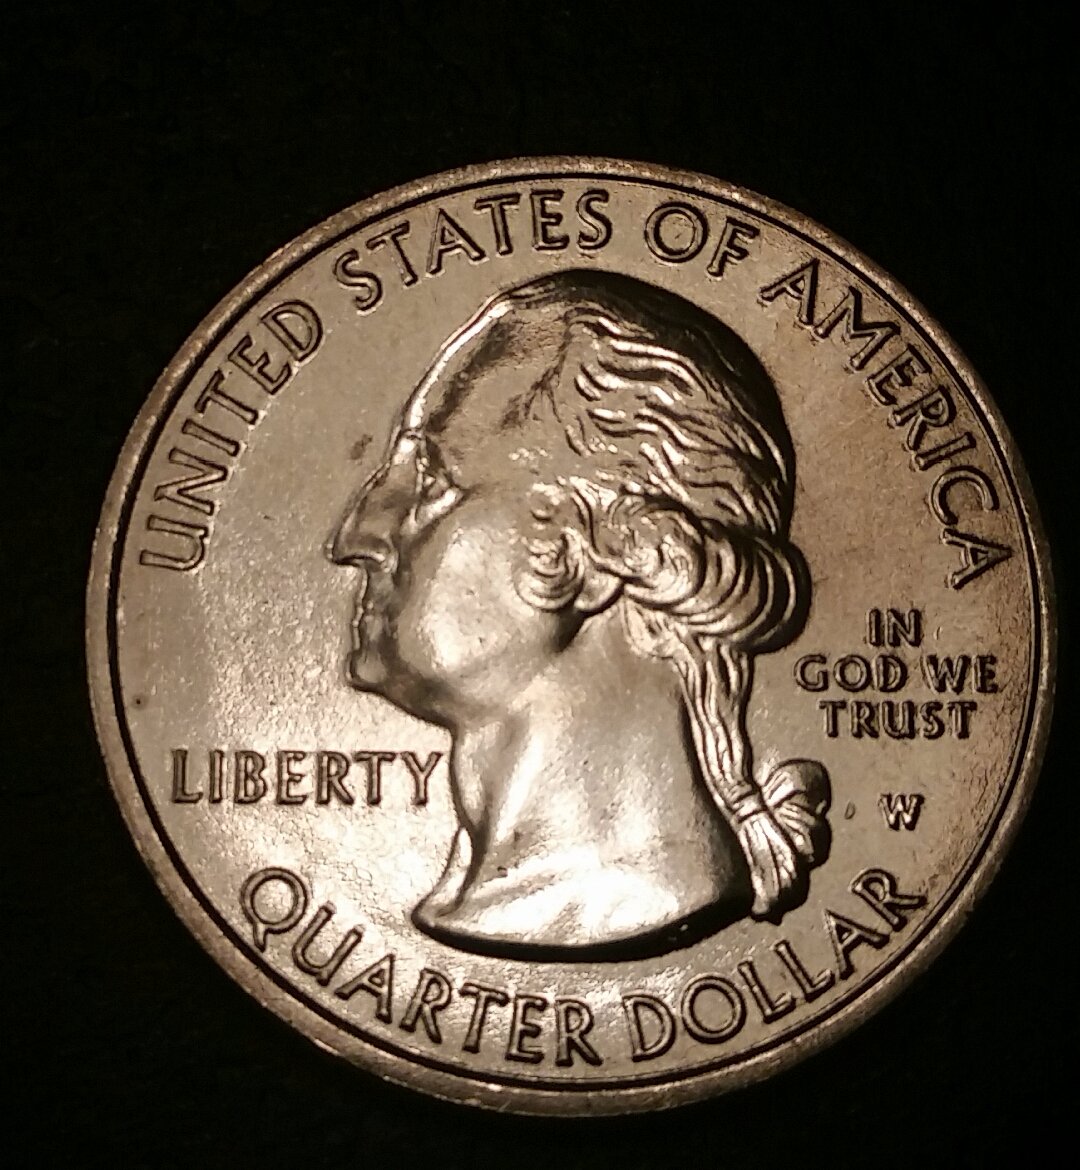 UNITED STATES OF AMERICA
LIBERTY
IN
GOD WE
TRUST
W
QUARTER DOLLAR